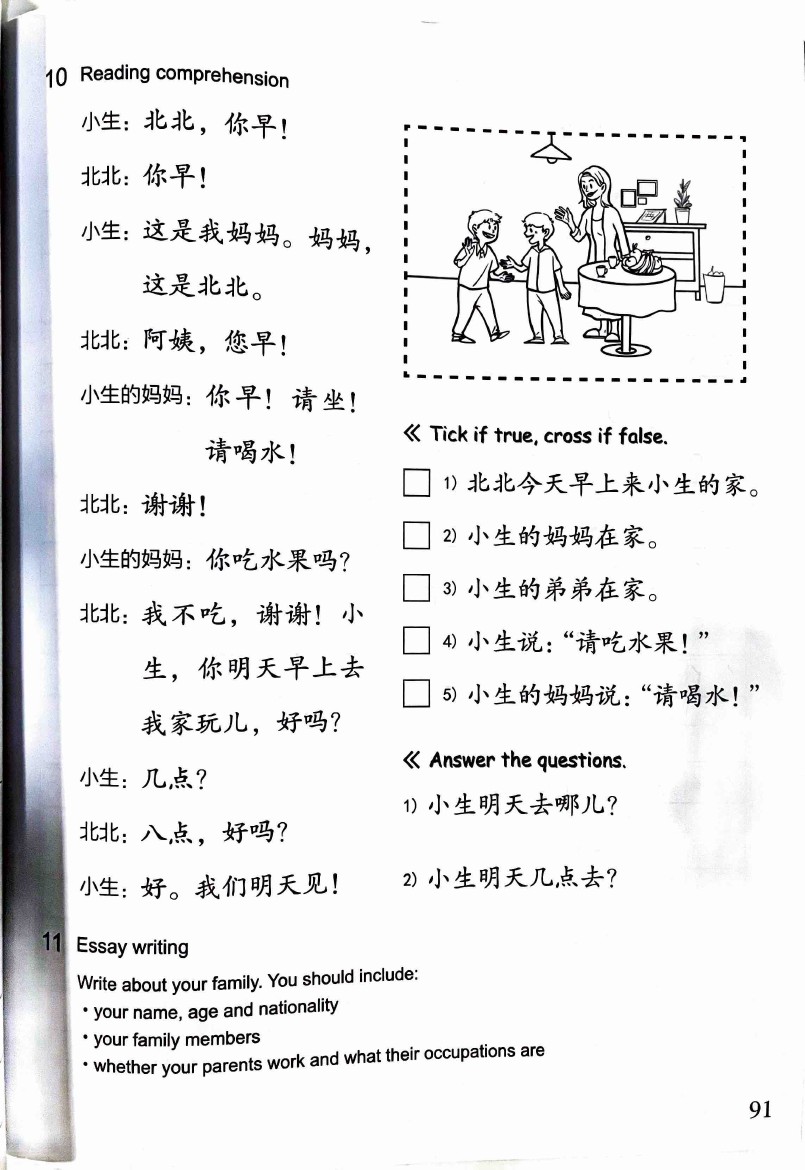 10 Reading comprehension
小生：北北，你早！
北北：你早！
小生：这是我妈妈。妈妈，
这是北北。
北北：阿姨，您早！
小生的妈妈：你早！请坐！
请喝水！
北北：谢谢！
小生的妈妈：你吃水果吗？
北北：我不吃，谢谢！小
生，你明天早上去
我家玩儿，好吗？
小生：几点？
北北：八点，好吗？
小生：好。我们明天见！
《 Tick if true, cross if false.
1) 北北今天早上来小生的家。
2) 小生的妈妈在家。
3) 小生的弟弟在家。
4) 小生说：“请吃水果！”
5) 小生的妈妈说：“请喝水！”
《 Answer the questions.
1) 小生明天去哪儿？
2) 小生明天几点去？
11 Essay writing
Write about your family. You should include:
• your name, age and nationality
• your family members
• whether your parents work and what their occupations are
91